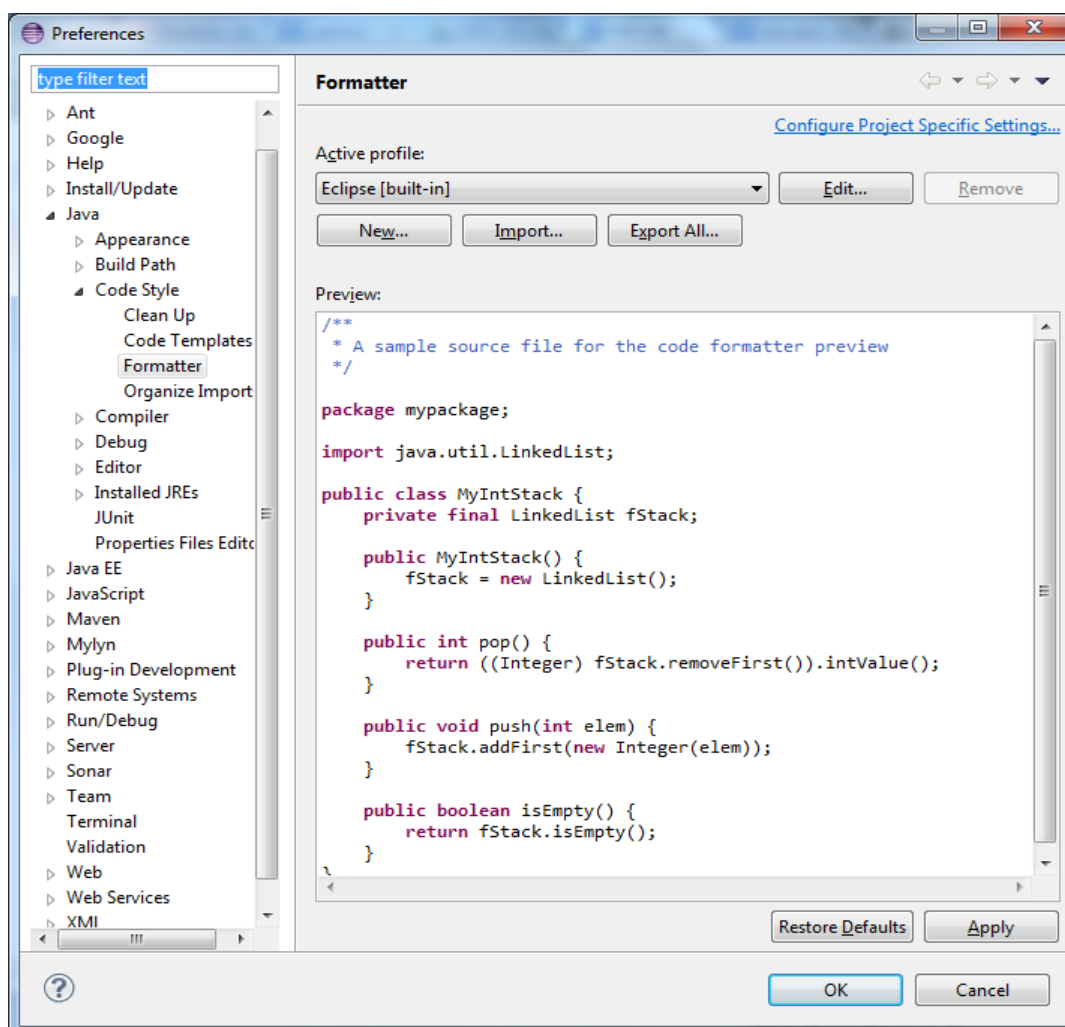 Preferences
type filter text
Ant
Google
Help
Install/Update
Java
Appearance
Build Path
Code Style
Clean Up
Code Templates
Formatter
Organize Import
Compiler
Debug
Editor
Installed JREs
JUnit
Properties Files Edito
Java EE
JavaScript
Maven
Mylyn
Plug-in Development
Remote Systems
Run/Debug
Server
Sonar
Team
Terminal
Validation
Web
Web Services
XML
Formatter
Configure Project Specific Settings...
Active profile:
Eclipse [built-in] Edit... Remove
New... Import... Export All...
Preview:
/**
 * A sample source file for the code formatter preview
 */
package mypackage;
import java.util.LinkedList;
public class MyIntStack {
    private final LinkedList fStack;
    public MyIntStack() {
        fStack = new LinkedList();
    }
    public int pop() {
        return ((Integer) fStack.removeFirst()).intValue();
    }
    public void push(int elem) {
        fStack.addFirst(new Integer(elem));
    }
    public boolean isEmpty() {
        return fStack.isEmpty();
    }
}
Restore Defaults Apply
? OK Cancel